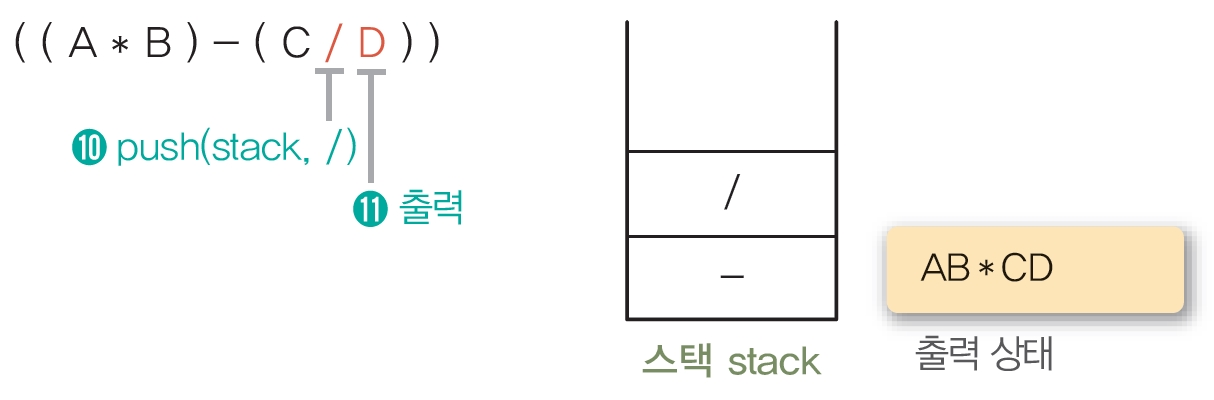 ( ( A * B ) – ( C / D ) )
⑩ push(stack, /)
⑪ 출력
/
–
스택 stack
AB*CD
출력 상태